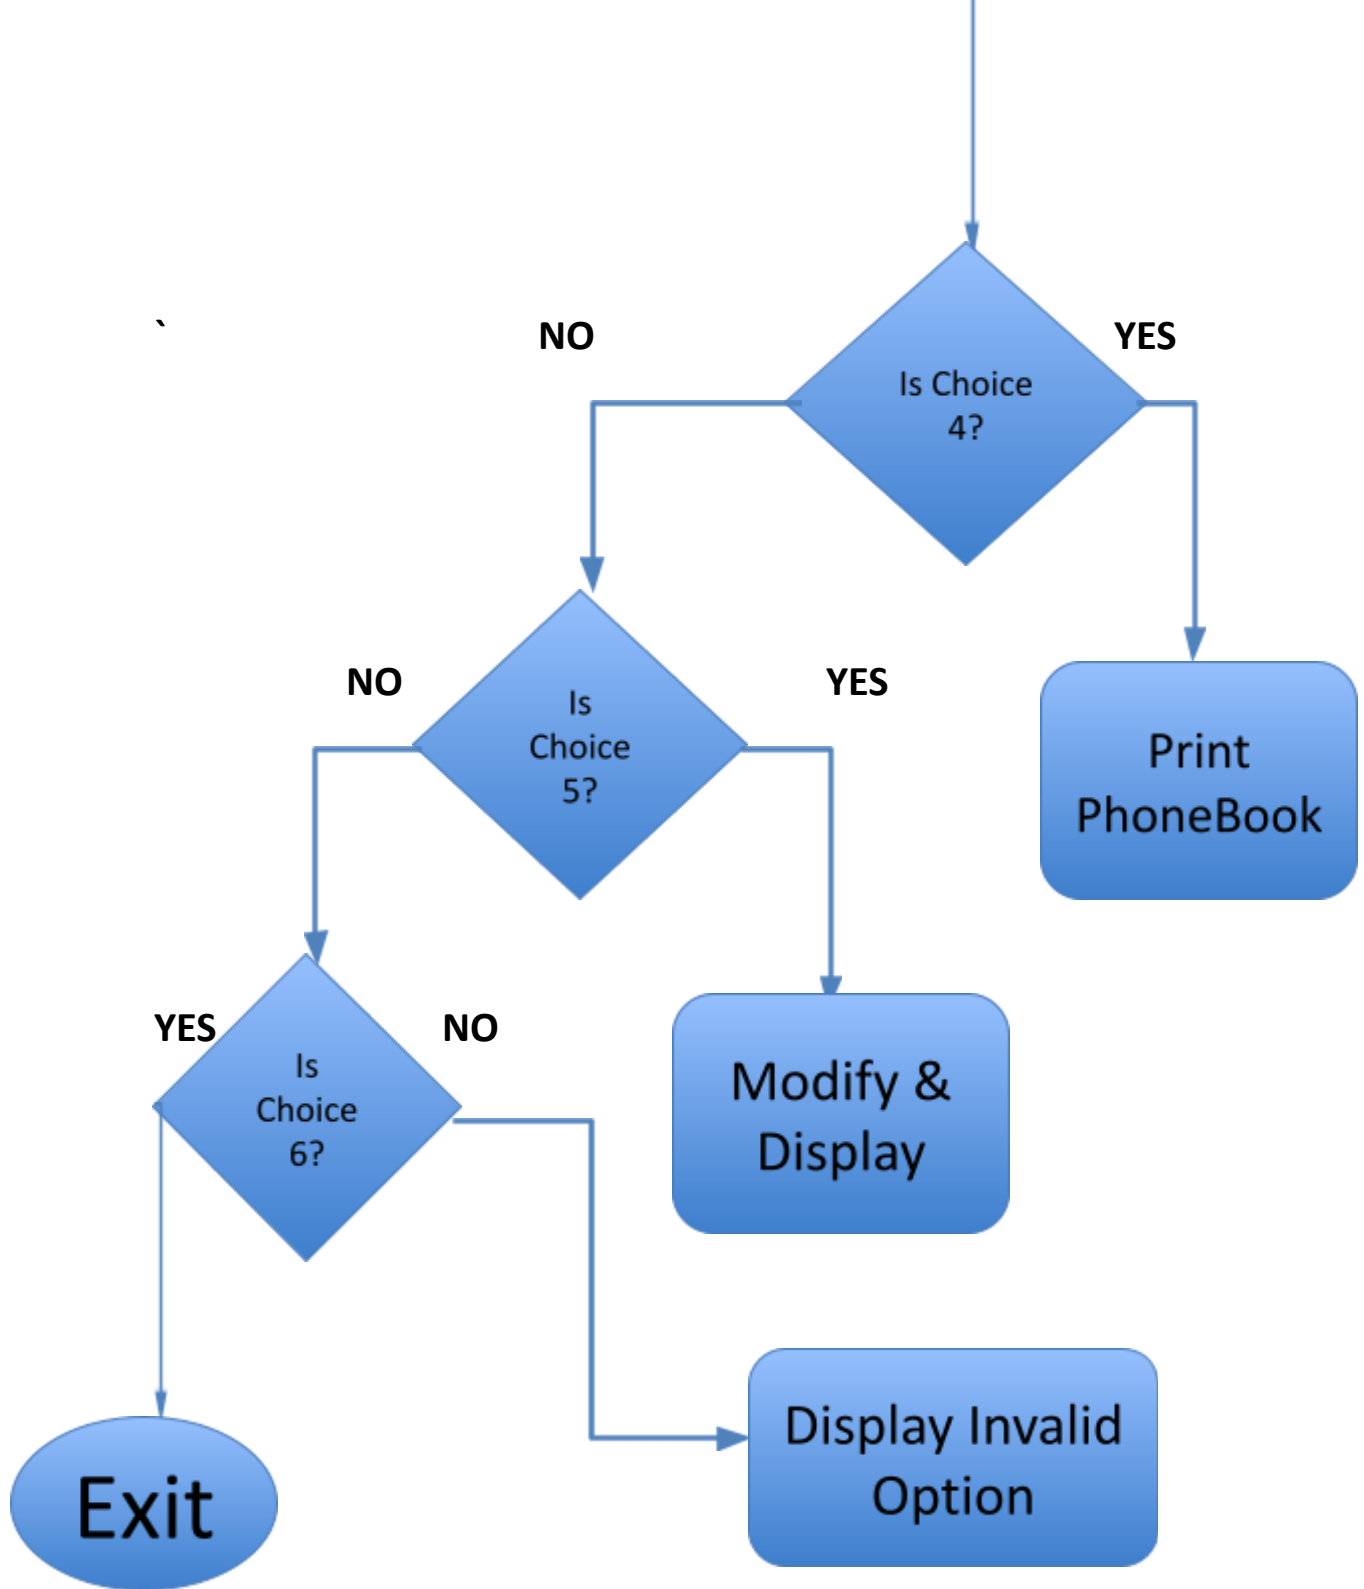 `
NO
YES
Is Choice
4?
NO
YES
Is
Choice
5?
Print
PhoneBook
YES
NO
Is
Choice
6?
Modify &
Display
Display Invalid
Option
Exit